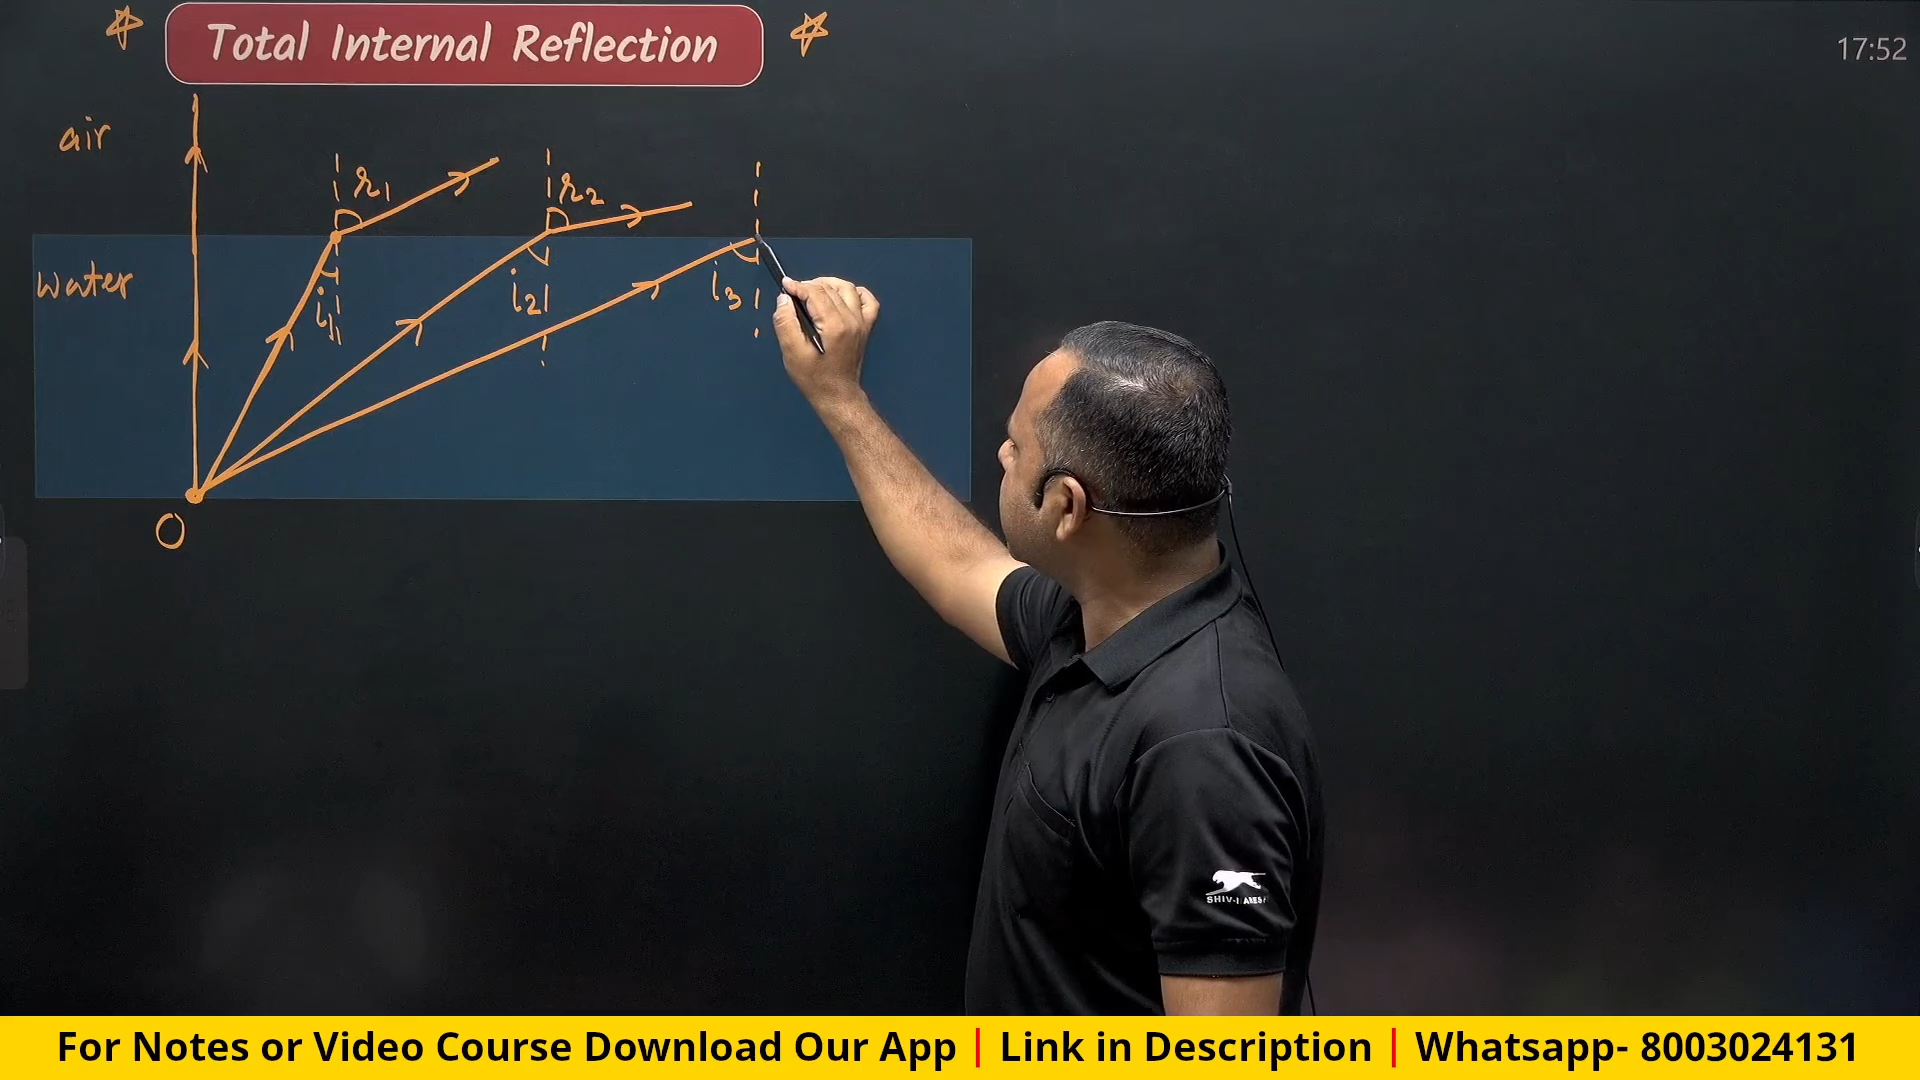 Total Internal Reflection
17:52
air
r1
r2
water
i1
i2
i3
O
SHIV-NARESH
For Notes or Video Course Download Our App | Link in Description | Whatsapp- 8003024131